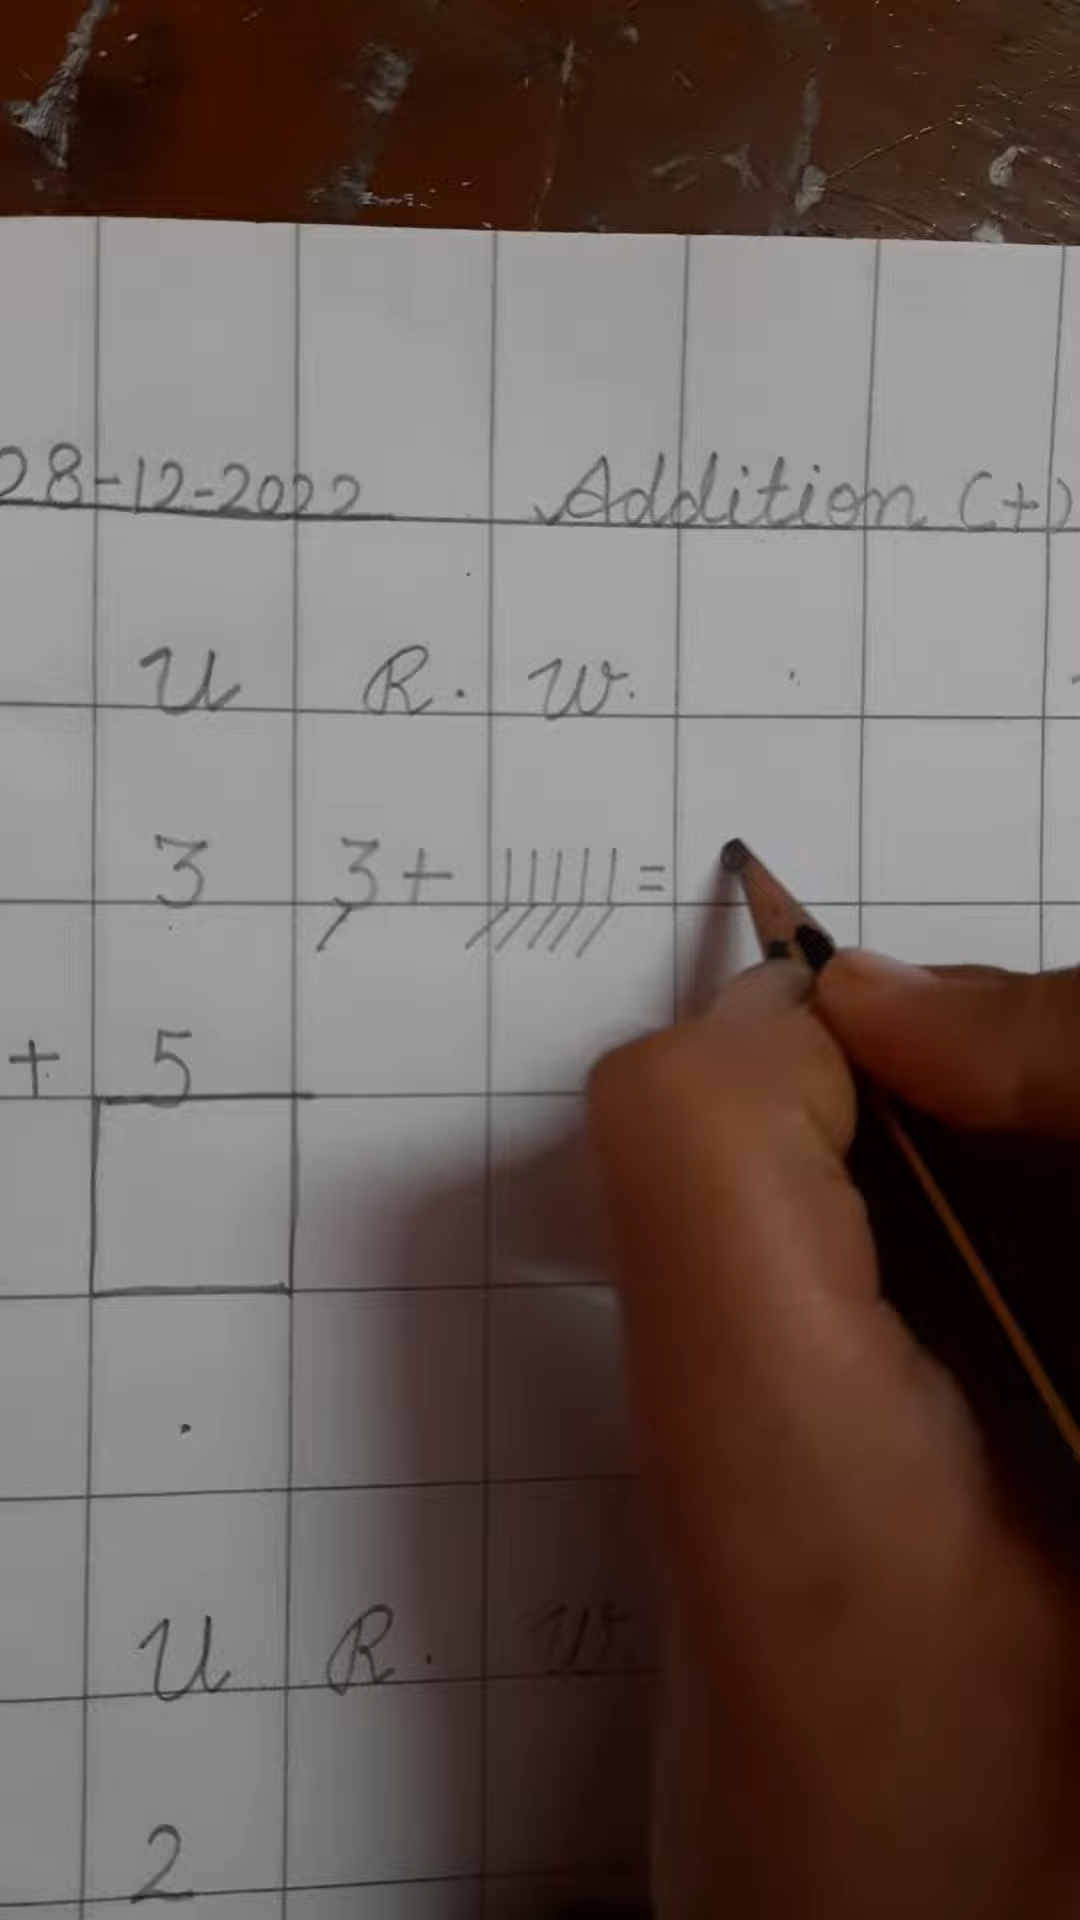 28-12-2022 Addition (+)
U R. W.
3 3 + ||||| =
+ 5
U R. W.
2